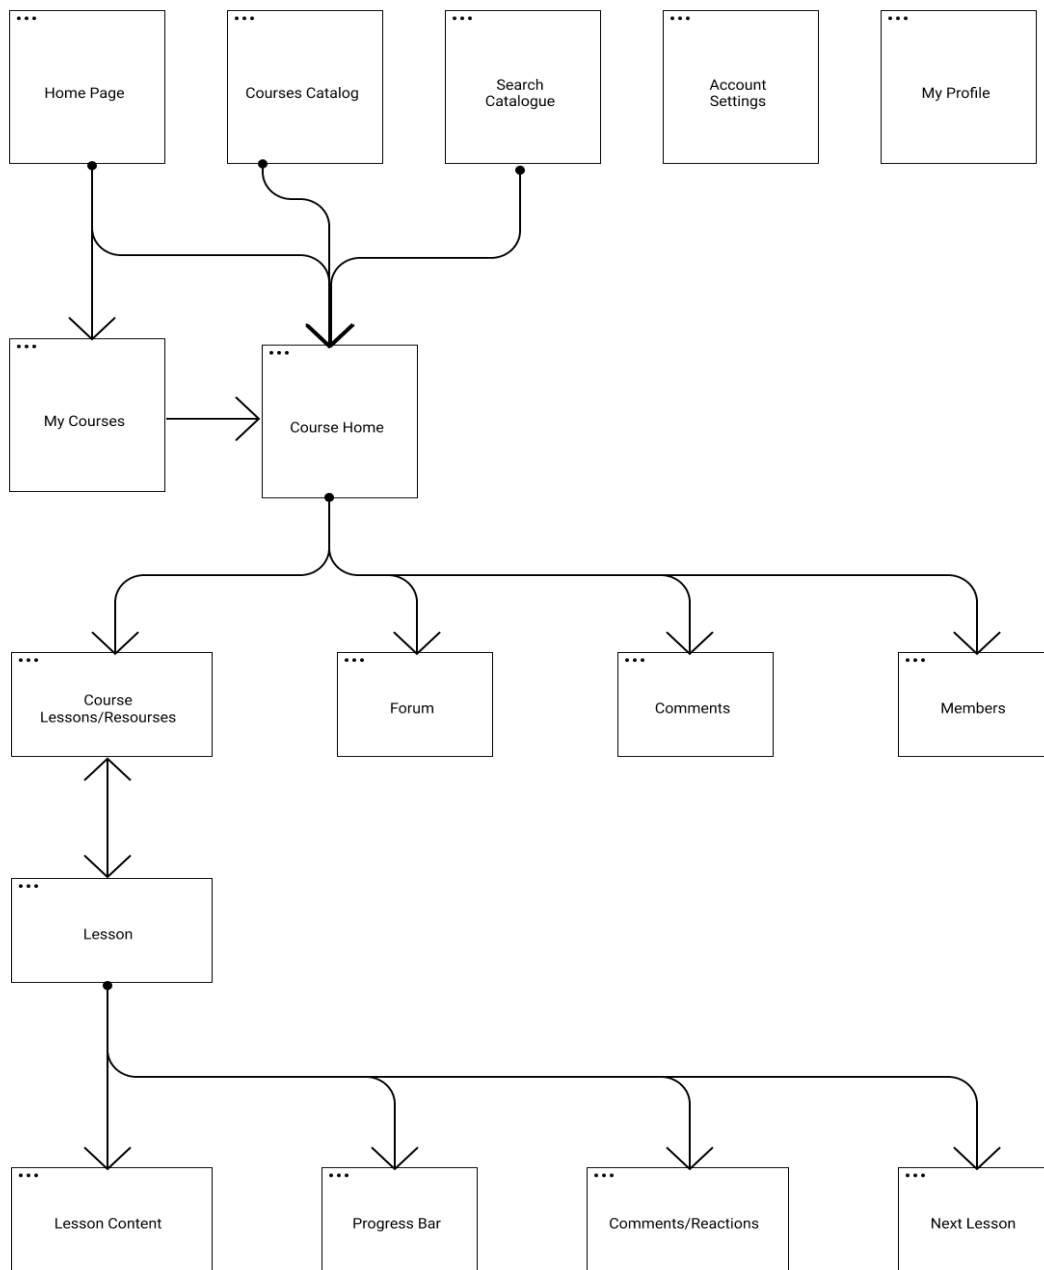 Home Page
Courses Catalog
Search
Catalogue
Account
Settings
My Profile
My Courses
Course Home
Course
Lessons/Resourses
Forum
Comments
Members
Lesson
Lesson Content
Progress Bar
Comments/Reactions
Next Lesson